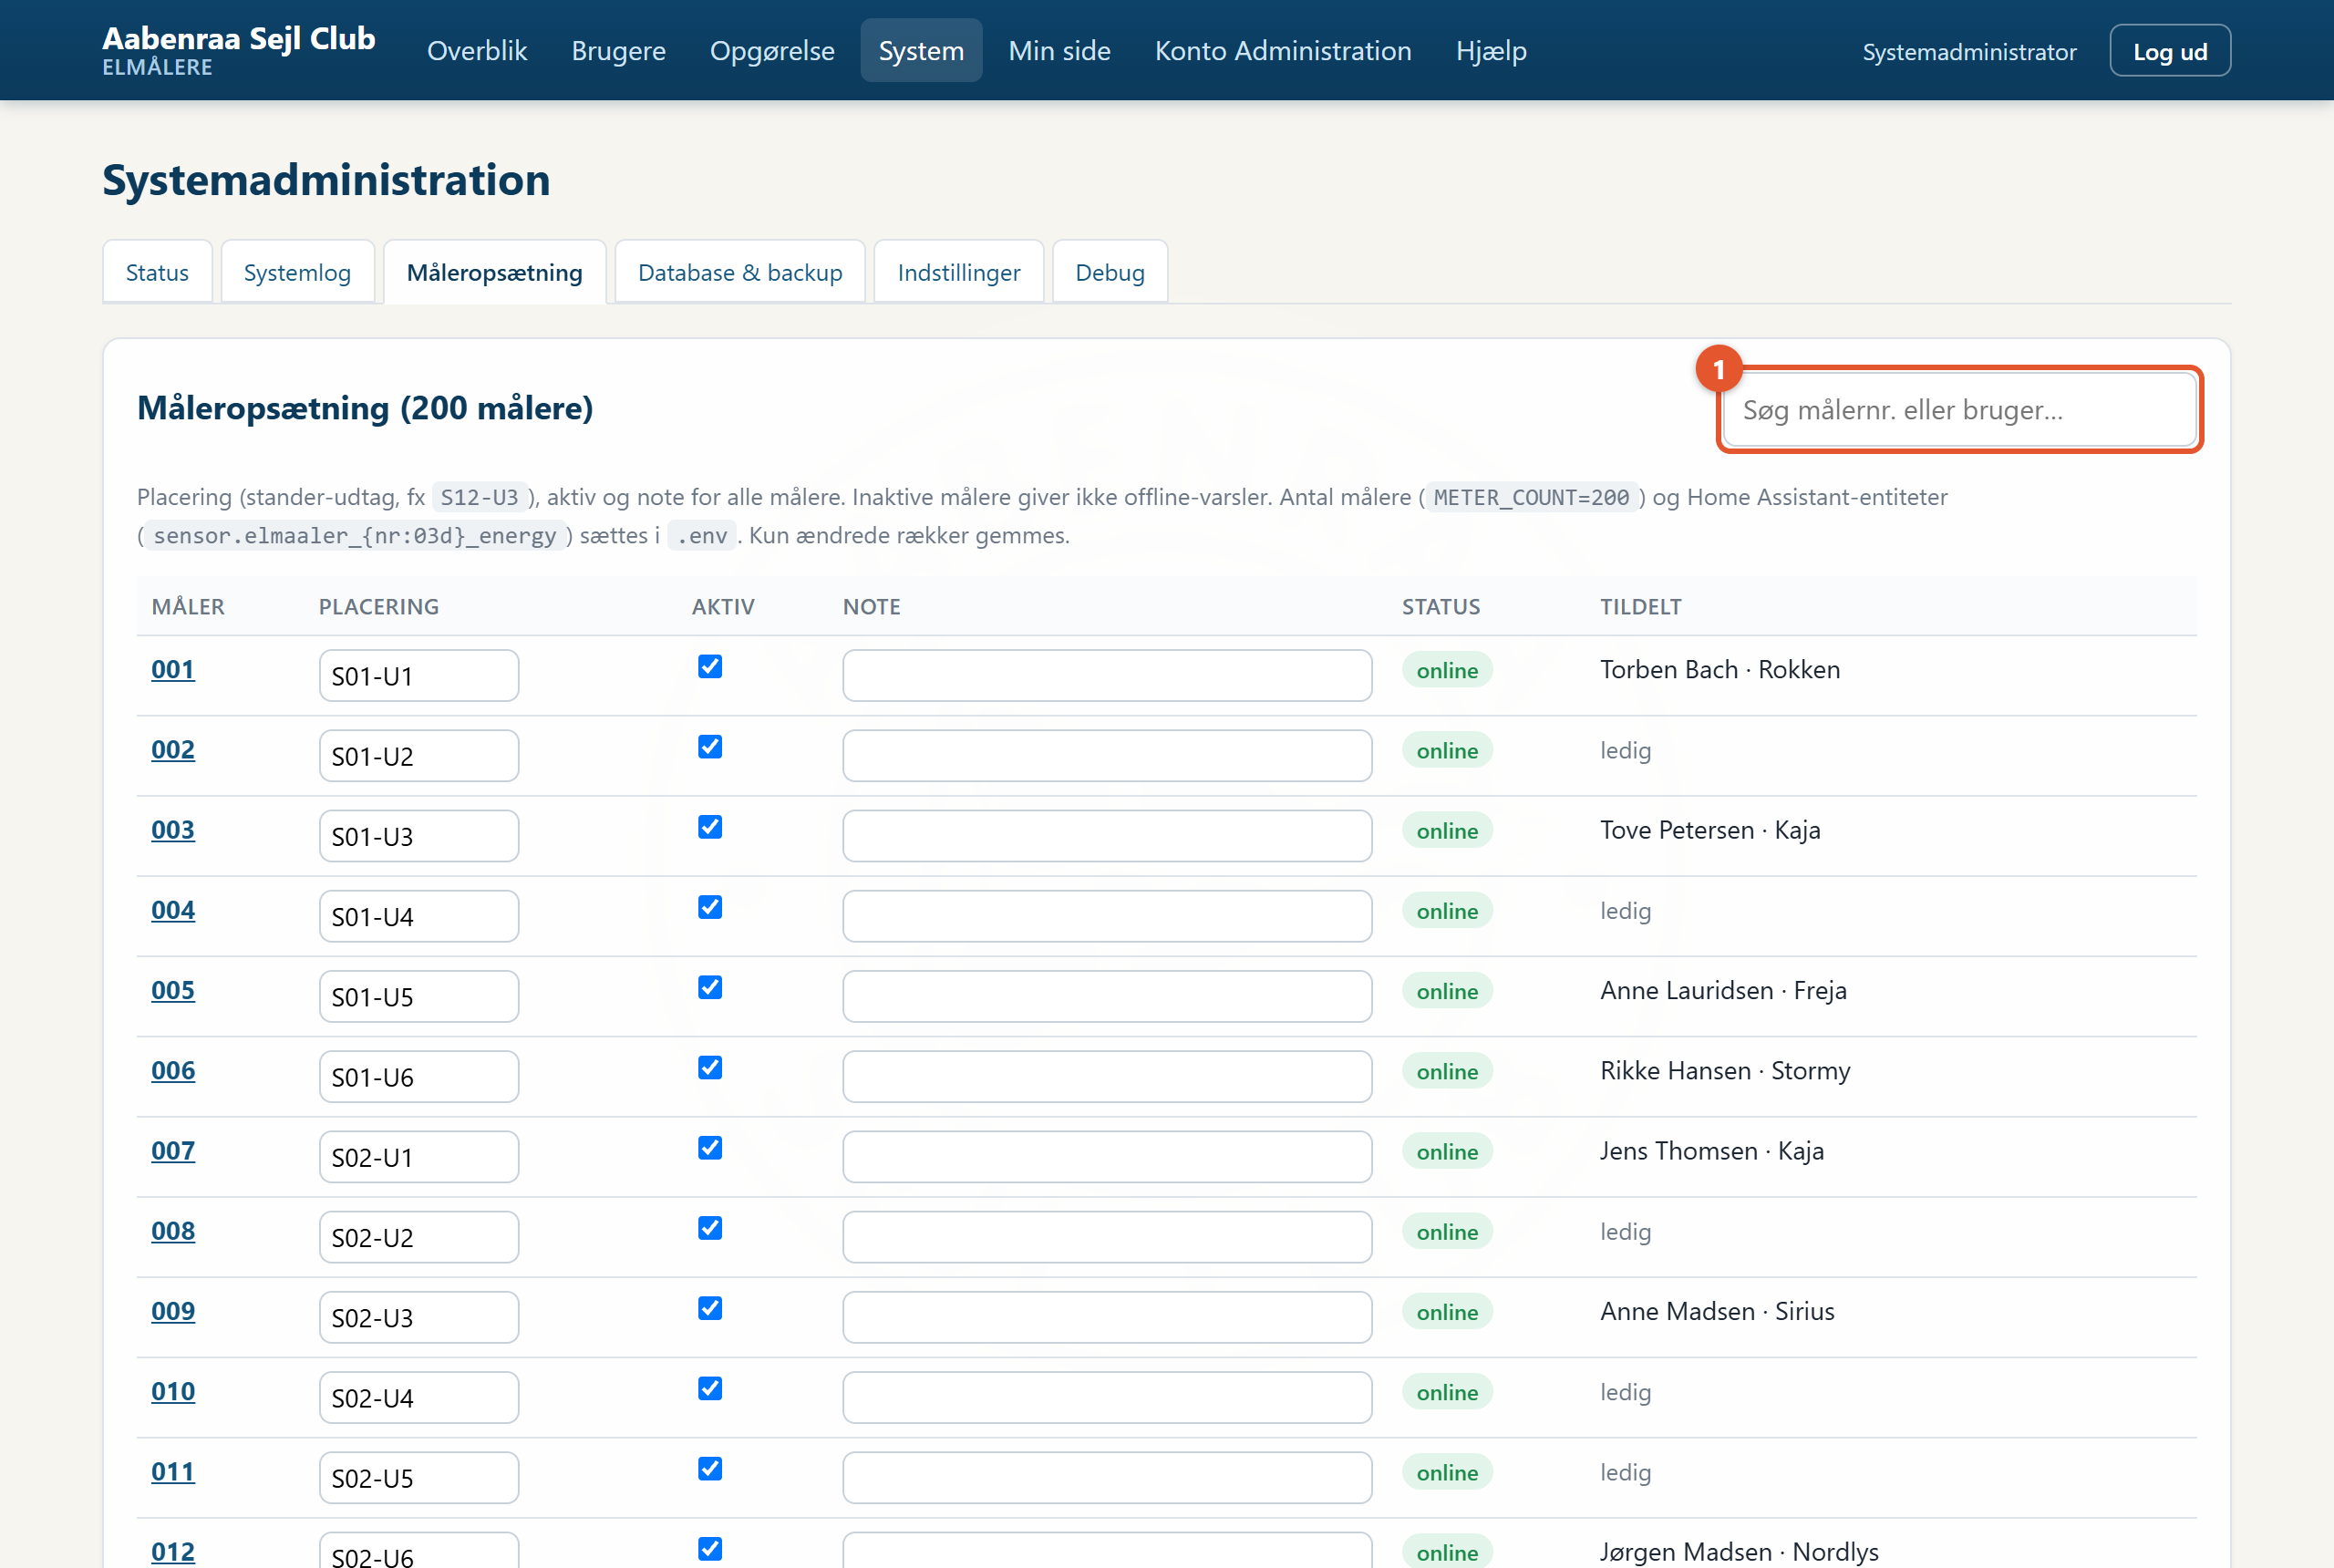 Aabenraa Sejl Club
ELMÅLERE
Overblik Brugere Opgørelse System Min side Konto Administration Hjælp Systemadministrator Log ud
Systemadministration
Status Systemlog Måleropsætning Database & backup Indstillinger Debug
1
Måleropsætning (200 målere) Søg målernr. eller bruger...
Placering (stander-udtag, fx S12-U3), aktiv og note for alle målere. Inaktive målere giver ikke offline-varsler. Antal målere (METER_COUNT=200) og Home Assistant-entiteter
(sensor.elmaaler_{nr:03d}_energy) sættes i .env. Kun ændrede rækker gemmes.
MÅLER PLACERING AKTIV NOTE STATUS TILDELT
001 S01-U1 online Torben Bach · Rokken
002 S01-U2 online ledig
003 S01-U3 online Tove Petersen · Kaja
004 S01-U4 online ledig
005 S01-U5 online Anne Lauridsen · Freja
006 S01-U6 online Rikke Hansen · Stormy
007 S02-U1 online Jens Thomsen · Kaja
008 S02-U2 online ledig
009 S02-U3 online Anne Madsen · Sirius
010 S02-U4 online ledig
011 S02-U5 online ledig
012 S02-U6 online Jørgen Madsen · Nordlys